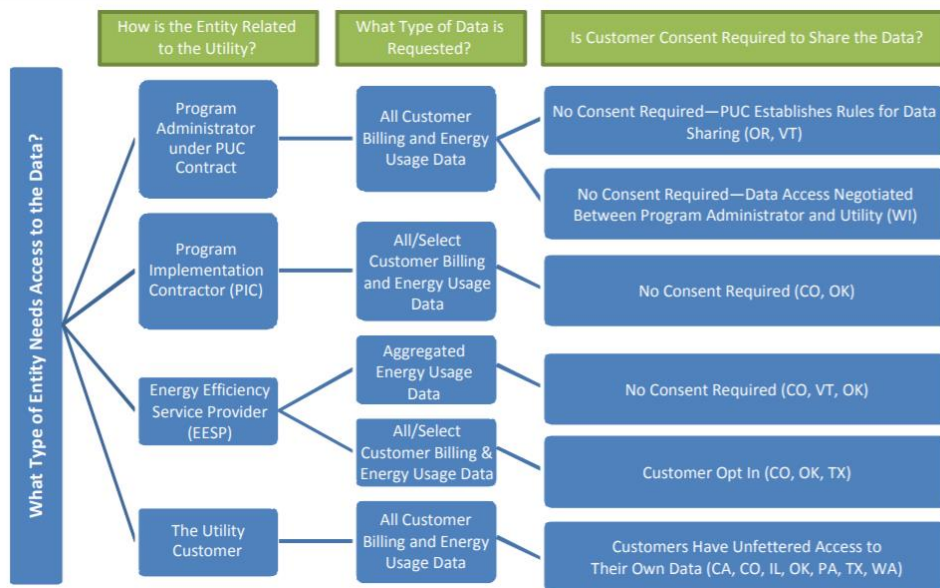 How is the Entity Related
to the Utility?
What Type of Data is
Requested?
Is Customer Consent Required to Share the Data?
What Type of Entity Needs Access to the Data?
Program
Administrator
under PUC
Contract
All Customer
Billing and Energy
Usage Data
No Consent Required—PUC Establishes Rules for Data
Sharing (OR, VT)
No Consent Required—Data Access Negotiated
Between Program Administrator and Utility (WI)
Program
Implementation
Contractor (PIC)
All/Select
Customer Billing
and Energy Usage
Data
No Consent Required (CO, OK)
Energy Efficiency
Service Provider
(EESP)
Aggregated
Energy Usage
Data
No Consent Required (CO, VT, OK)
All/Select
Customer Billing &
Energy Usage Data
Customer Opt In (CO, OK, TX)
The Utility
Customer
All Customer
Billing and Energy
Usage Data
Customers Have Unfettered Access to
Their Own Data (CA, CO, IL, OK, PA, TX, WA)